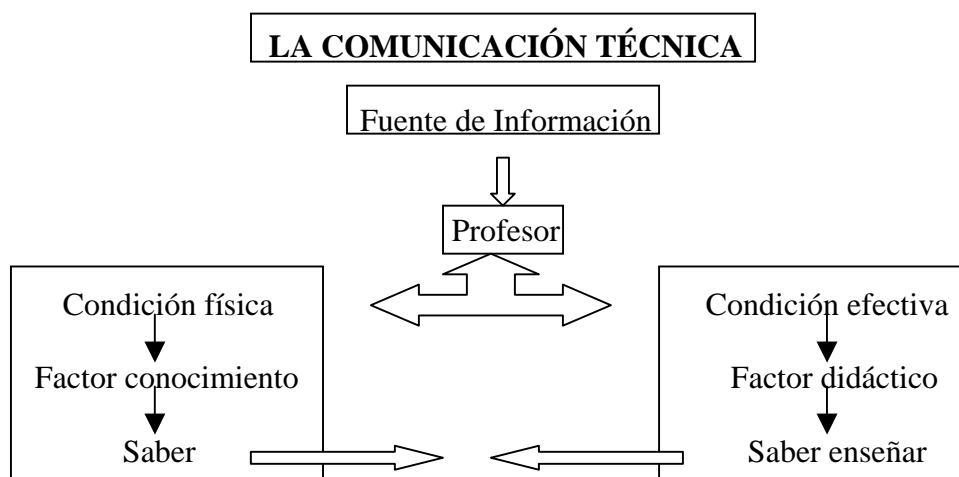 LA COMUNICACIÓN TÉCNICA
Fuente de Información
Profesor
Condición física
Factor conocimiento
Saber
Condición efectiva
Factor didáctico
Saber enseñar